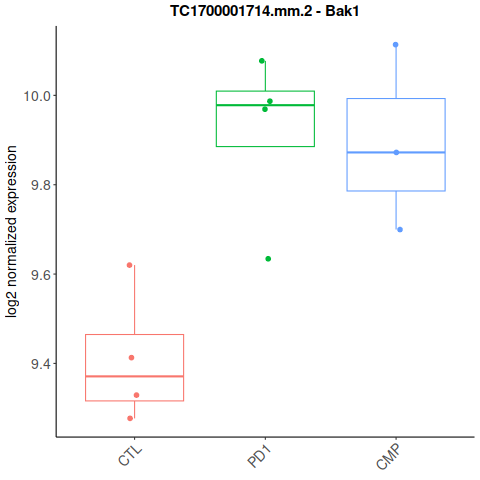 TC1700001714.mm.2 - Bak1
log2 normalized expression
10.0
9.8
9.6
9.4
CTL
PD1
CMP